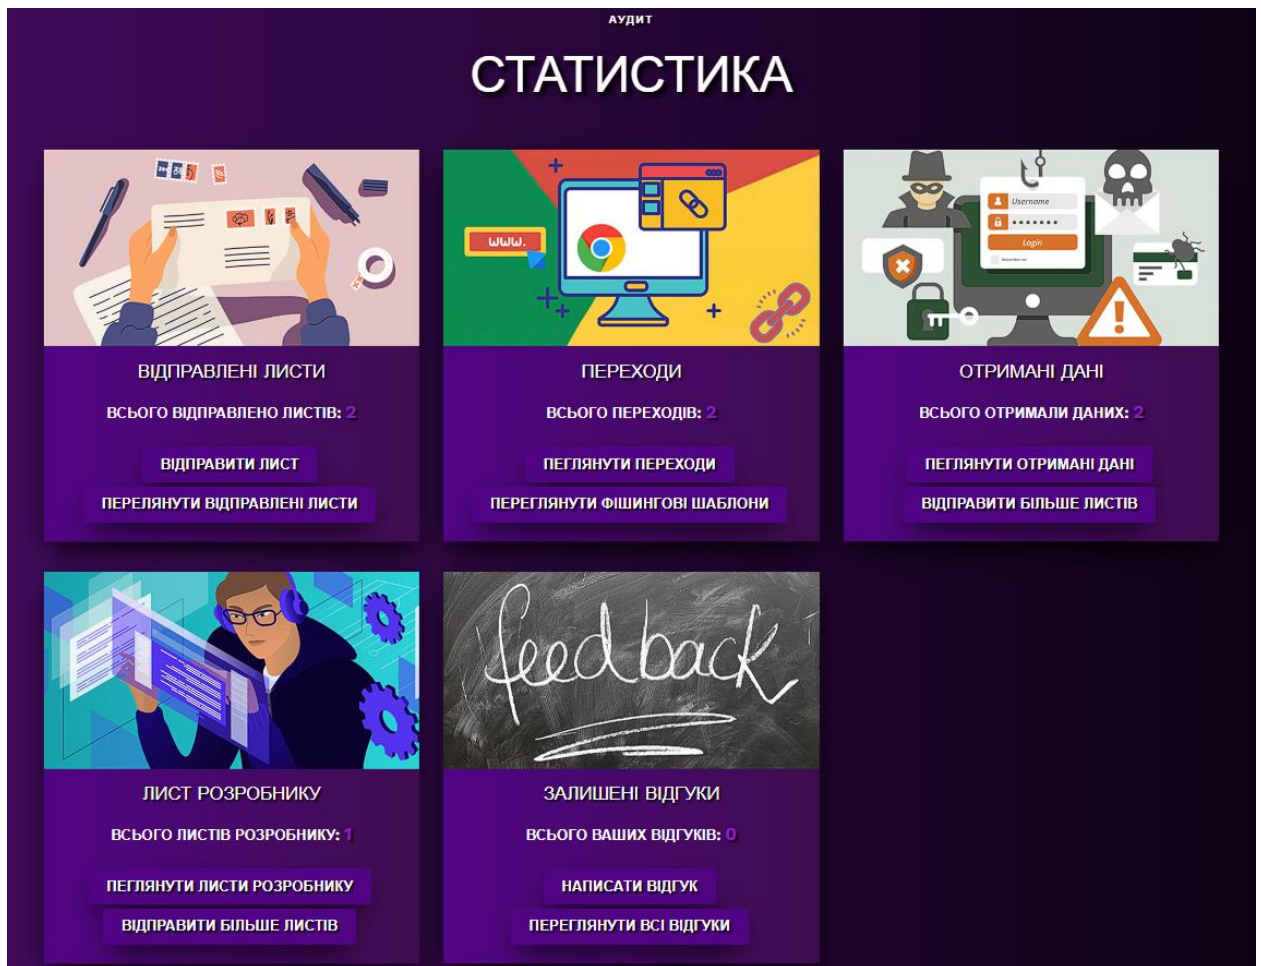 АУДИТ
СТАТИСТИКА
www.
Username
Login
ВІДПРАВЛЕНІ ЛИСТИ
ВСЬОГО ВІДПРАВЛЕНО ЛИСТІВ: 2
ВІДПРАВИТИ ЛИСТ
ПЕРЕЛЯНУТИ ВІДПРАВЛЕНІ ЛИСТИ
ПЕРЕХОДИ
ВСЬОГО ПЕРЕХОДІВ: 2
ПЕГЛЯНУТИ ПЕРЕХОДИ
ПЕРЕГЛЯНУТИ ФІШИНГОВІ ШАБЛОНИ
ОТРИМАНІ ДАНІ
ВСЬОГО ОТРИМАЛИ ДАНИХ: 2
ПЕГЛЯНУТИ ОТРИМАНІ ДАНІ
ВІДПРАВИТИ БІЛЬШЕ ЛИСТІВ
feedback
ЛИСТ РОЗРОБНИКУ
ВСЬОГО ЛИСТІВ РОЗРОБНИКУ: 1
ПЕГЛЯНУТИ ЛИСТИ РОЗРОБНИКУ
ВІДПРАВИТИ БІЛЬШЕ ЛИСТІВ
ЗАЛИШЕНІ ВІДГУКИ
ВСЬОГО ВАШИХ ВІДГУКІВ: 0
НАПИСАТИ ВІДГУК
ПЕРЕГЛЯНУТИ ВСІ ВІДГУКИ